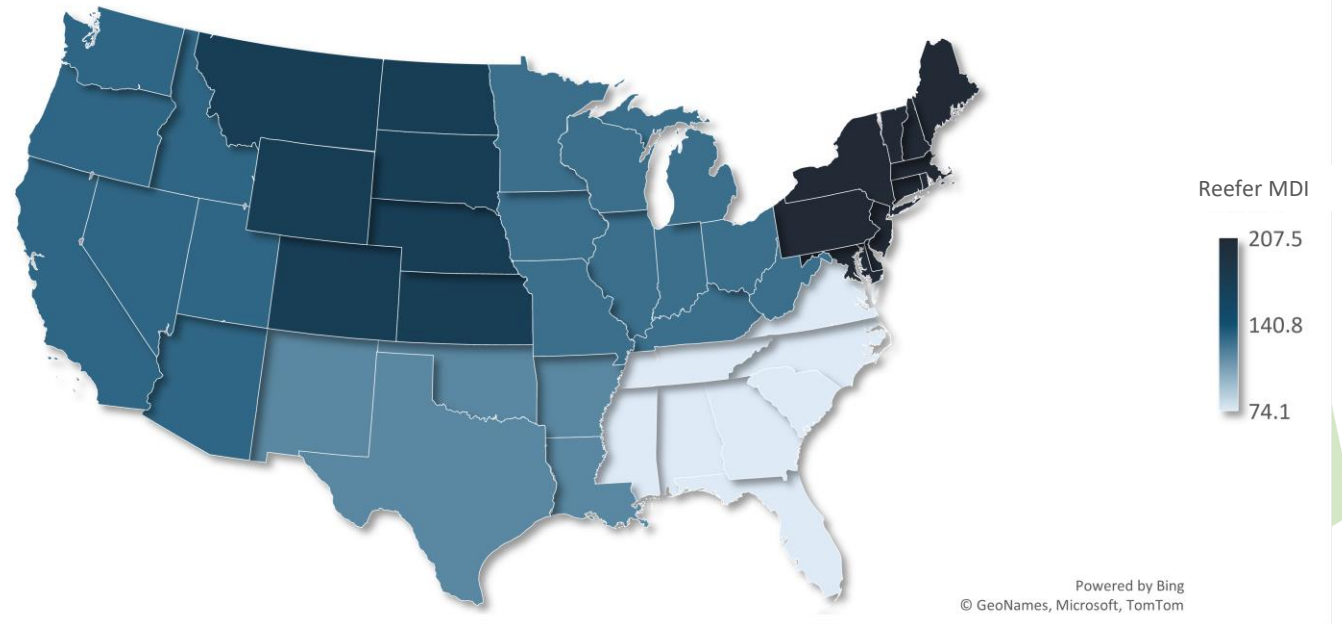 Reefer MDI
207.5
140.8
74.1
Powered by Bing
© GeoNames, Microsoft, TomTom